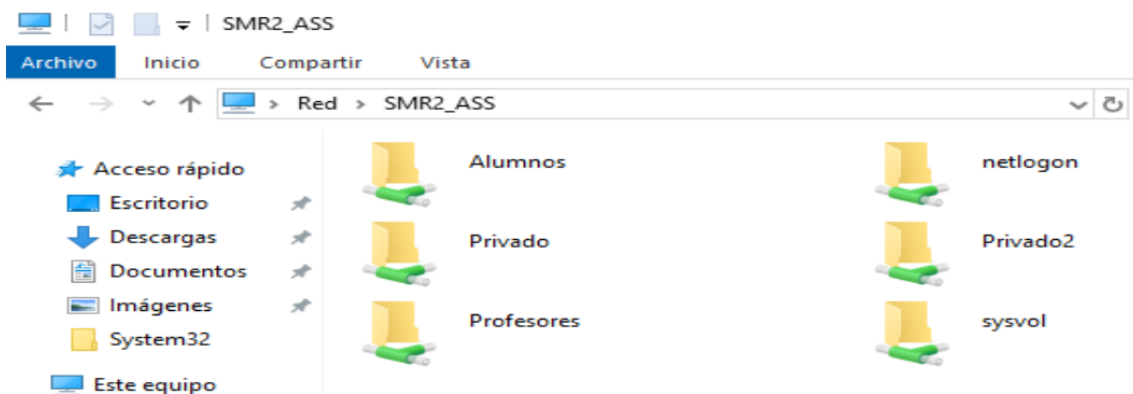 SMR2_ASS
Archivo Inicio Compartir Vista
Red > SMR2_ASS
Acceso rápido
Escritorio
Descargas
Documentos
Imágenes
System32
Este equipo
Alumnos netlogon
Privado Privado2
Profesores sysvol